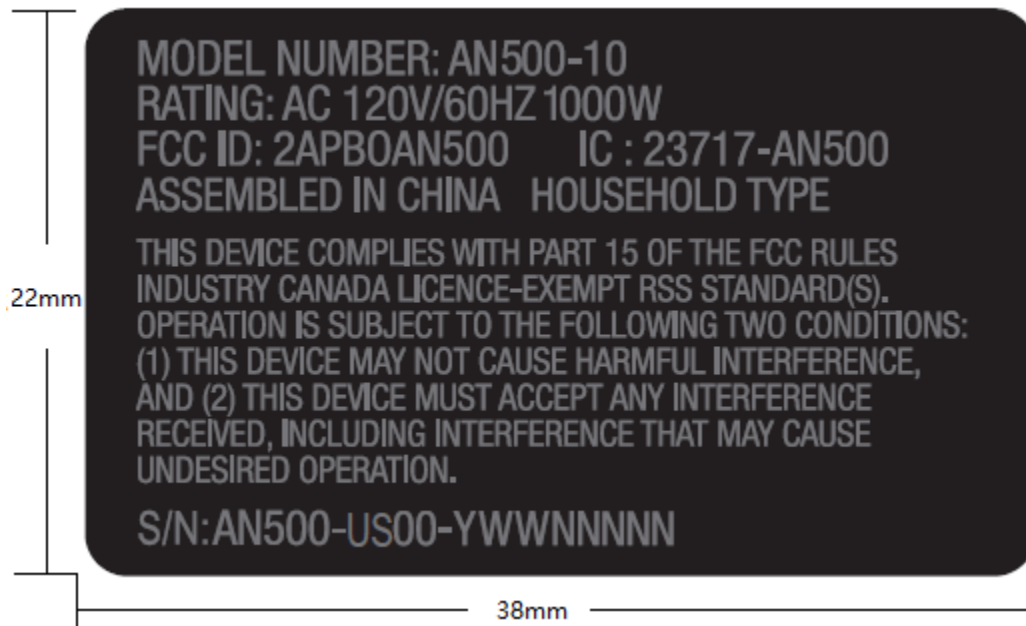 MODEL NUMBER: AN500-10
RATING: AC 120V/60HZ 1000W
FCC ID: 2APBOAN500 IC : 23717-AN500
ASSEMBLED IN CHINA HOUSEHOLD TYPE
THIS DEVICE COMPLIES WITH PART 15 OF THE FCC RULES
INDUSTRY CANADA LICENCE-EXEMPT RSS STANDARD(S).
OPERATION IS SUBJECT TO THE FOLLOWING TWO CONDITIONS:
(1) THIS DEVICE MAY NOT CAUSE HARMFUL INTERFERENCE,
AND (2) THIS DEVICE MUST ACCEPT ANY INTERFERENCE
RECEIVED, INCLUDING INTERFERENCE THAT MAY CAUSE
UNDESIRED OPERATION.
S/N:AN500-US00-YWWNNNNN
22mm
38mm